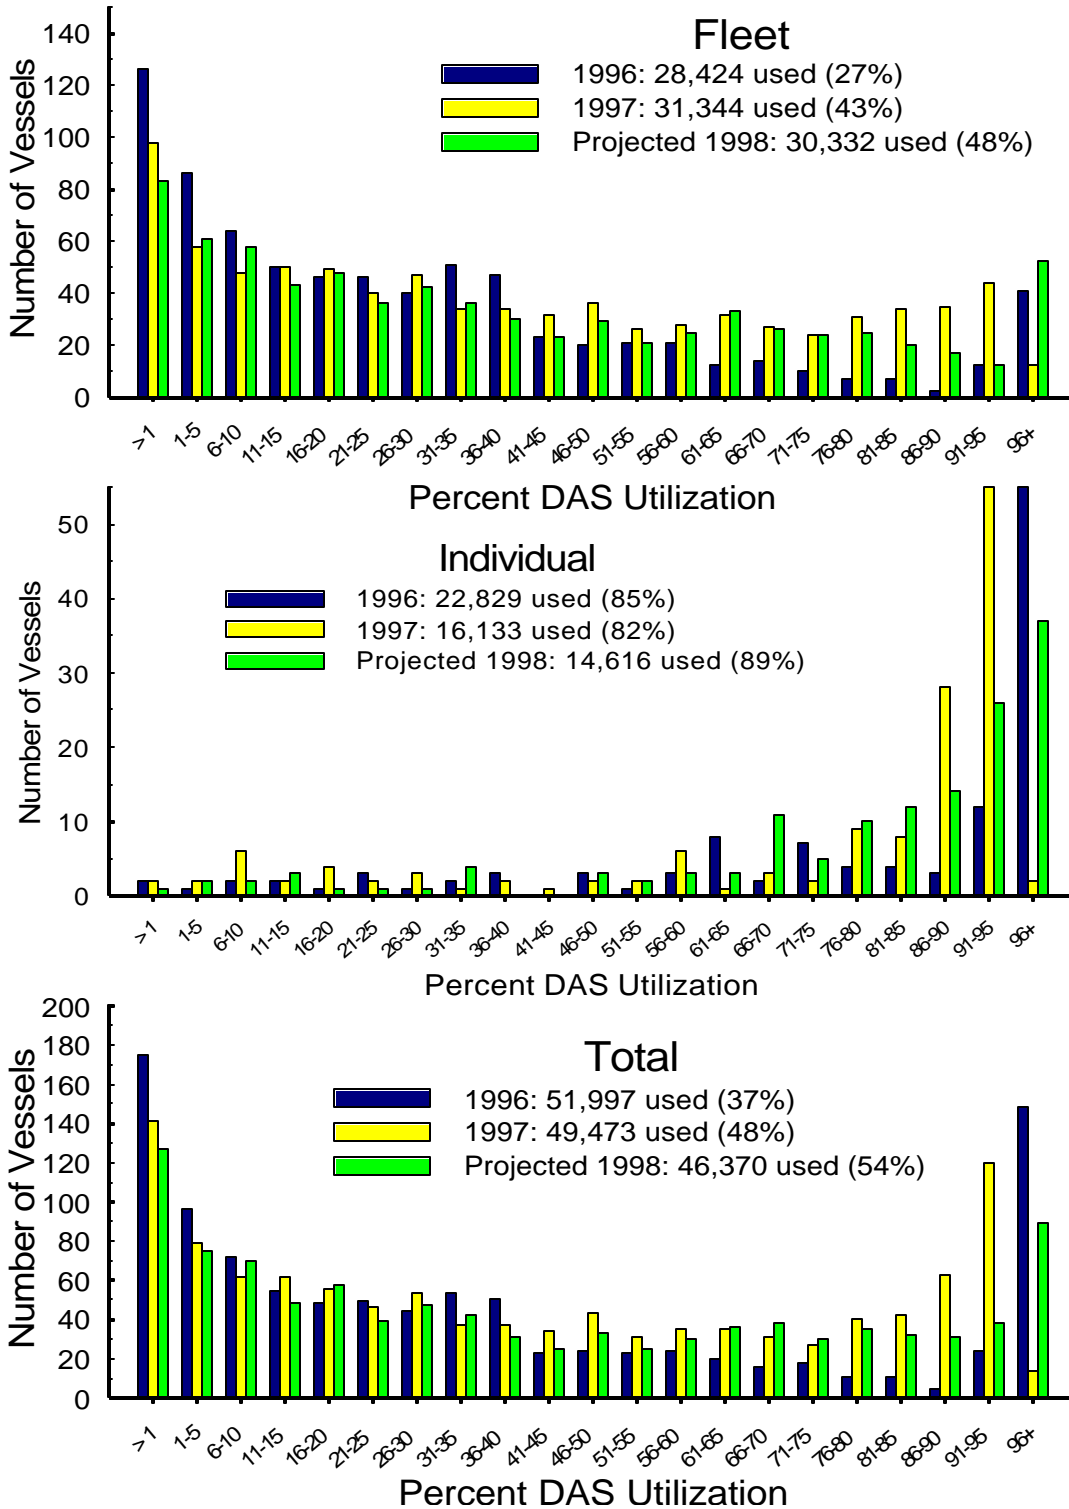 Fleet
1996: 28,424 used (27%)
1997: 31,344 used (43%)
Projected 1998: 30,332 used (48%)
Number of Vessels
140
120
100
80
60
40
20
0
>1 1-5 6-10 11-15 16-20 21-25 26-30 31-35 36-40 41-45 46-50 51-55 56-60 61-65 66-70 71-75 76-80 81-85 86-90 91-95 96+
Percent DAS Utilization
Individual
1996: 22,829 used (85%)
1997: 16,133 used (82%)
Projected 1998: 14,616 used (89%)
Number of Vessels
50
40
30
20
10
0
>1 1-5 6-10 11-15 16-20 21-25 26-30 31-35 36-40 41-45 46-50 51-55 56-60 61-65 66-70 71-75 76-80 81-85 86-90 91-95 96+
Percent DAS Utilization
Total
1996: 51,997 used (37%)
1997: 49,473 used (48%)
Projected 1998: 46,370 used (54%)
Number of Vessels
200
180
160
140
120
100
80
60
40
20
0
>1 1-5 6-10 11-15 16-20 21-25 26-30 31-35 36-40 41-45 46-50 51-55 56-60 61-65 66-70 71-75 76-80 81-85 86-90 91-95 96+
Percent DAS Utilization